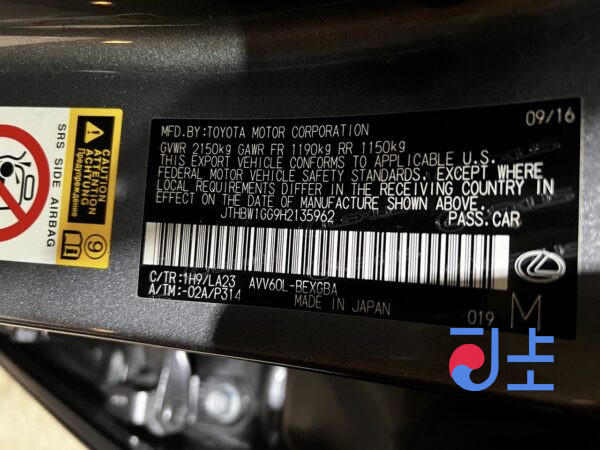 SRS SIDE AIRBAG
CAUTION
ATTENTION
ACHTUNG
Предупреждение
9
09/16
MFD.BY:TOYOTA MOTOR CORPORATION
GVWR 2150kg GAWR FR 1190kg RR 1150kg
THIS EXPORT VEHICLE CONFORMS TO APPLICABLE U.S.
FEDERAL MOTOR VEHICLE SAFETY STANDARDS. EXCEPT WHERE
LOCAL REQUIREMENTS DIFFER IN THE RECEIVING COUNTRY IN
EFFECT ON THE DATE OF MANUFACTURE SHOWN ABOVE.
JTHBW1GG9H2135962 PASS.CAR
C/TR:1H9/LA23 AVV60L-BEXGBA
A/TM:-02A/P314 MADE IN JAPAN
019 M